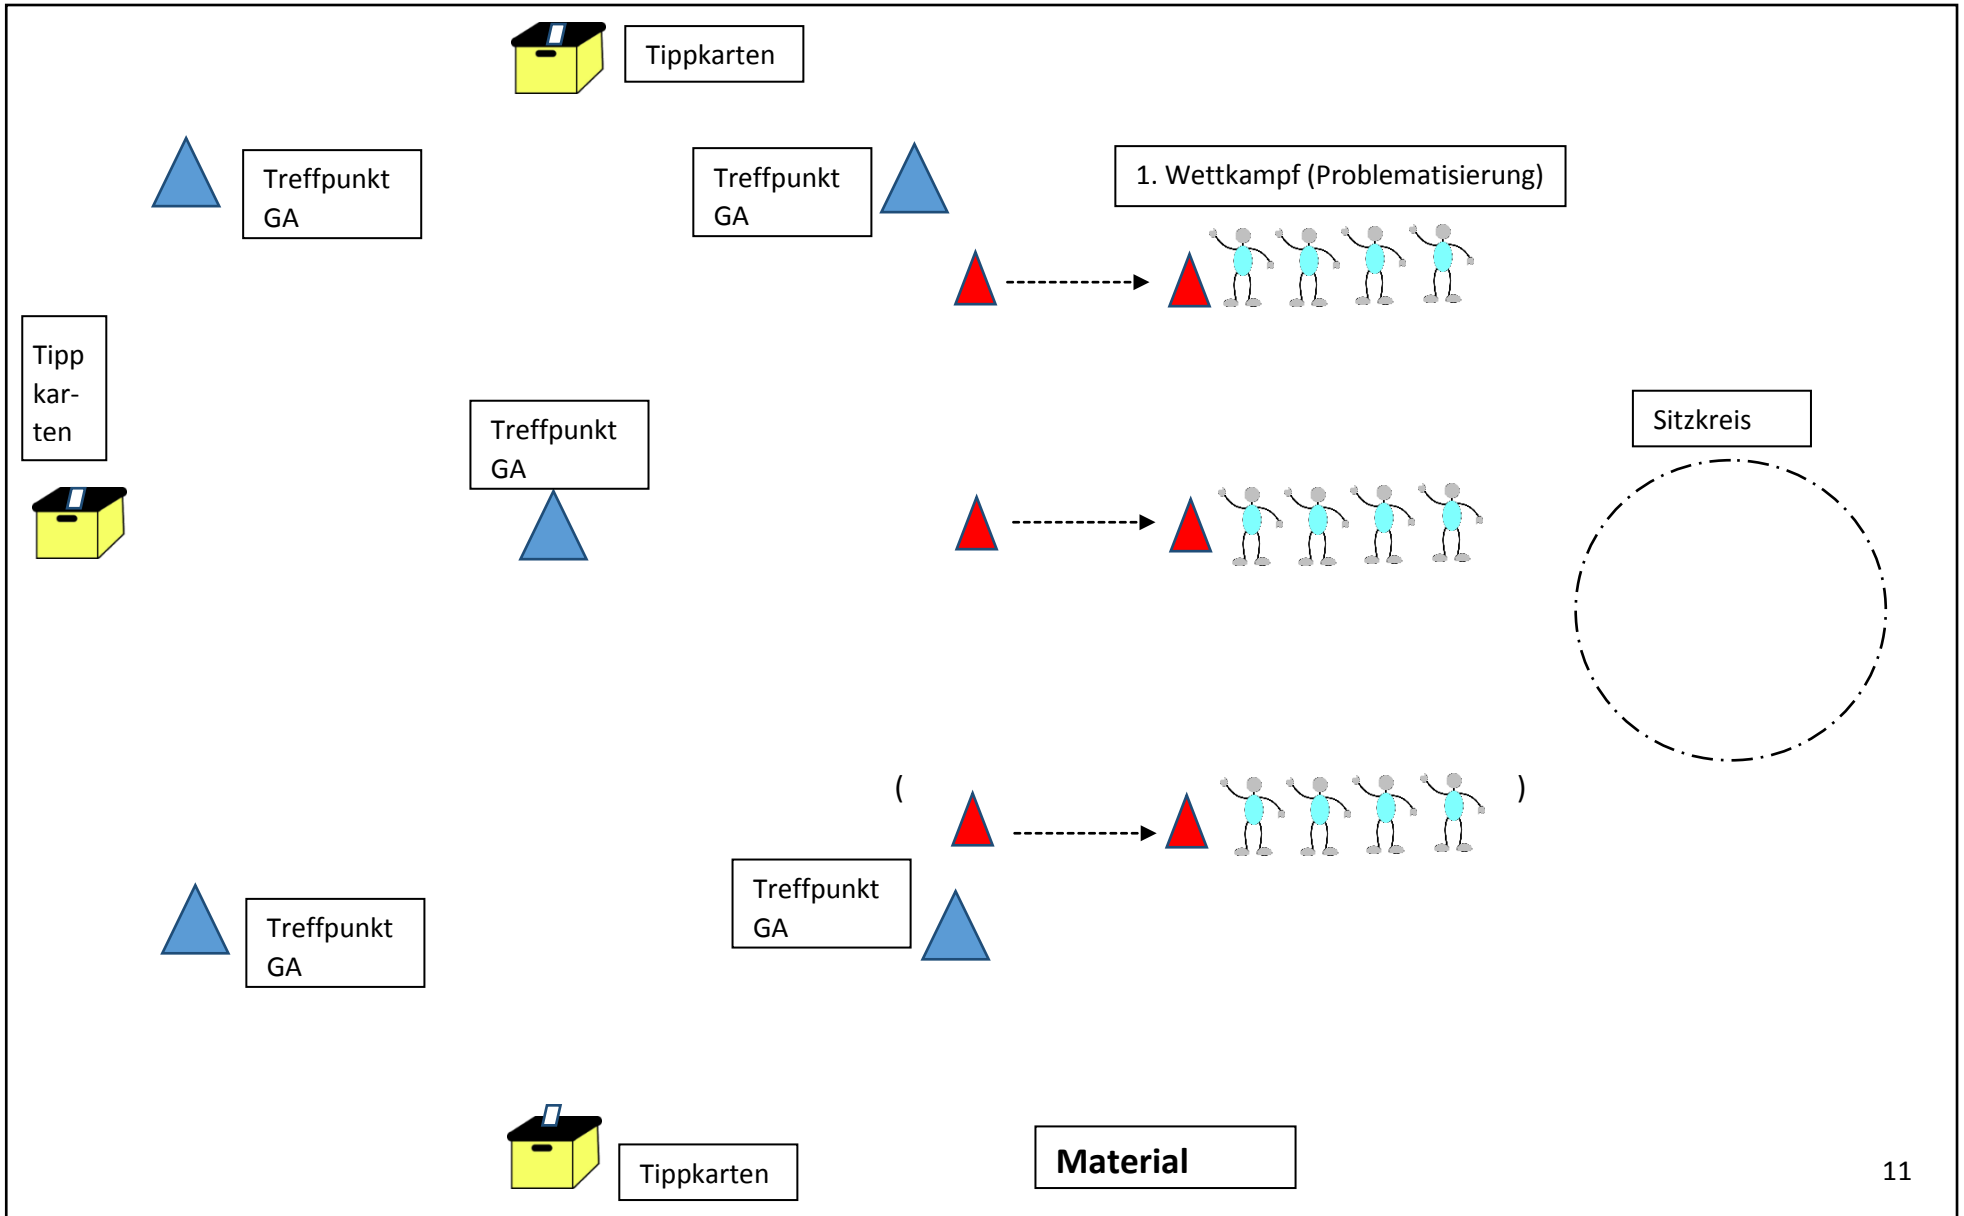 Tippkarten
Treffpunkt
GA
Treffpunkt
GA
1. Wettkampf (Problematisierung)
Tipp
kar-
ten
Treffpunkt
GA
Sitzkreis
(
)
Treffpunkt
GA
Treffpunkt
GA
Tippkarten
Material
11